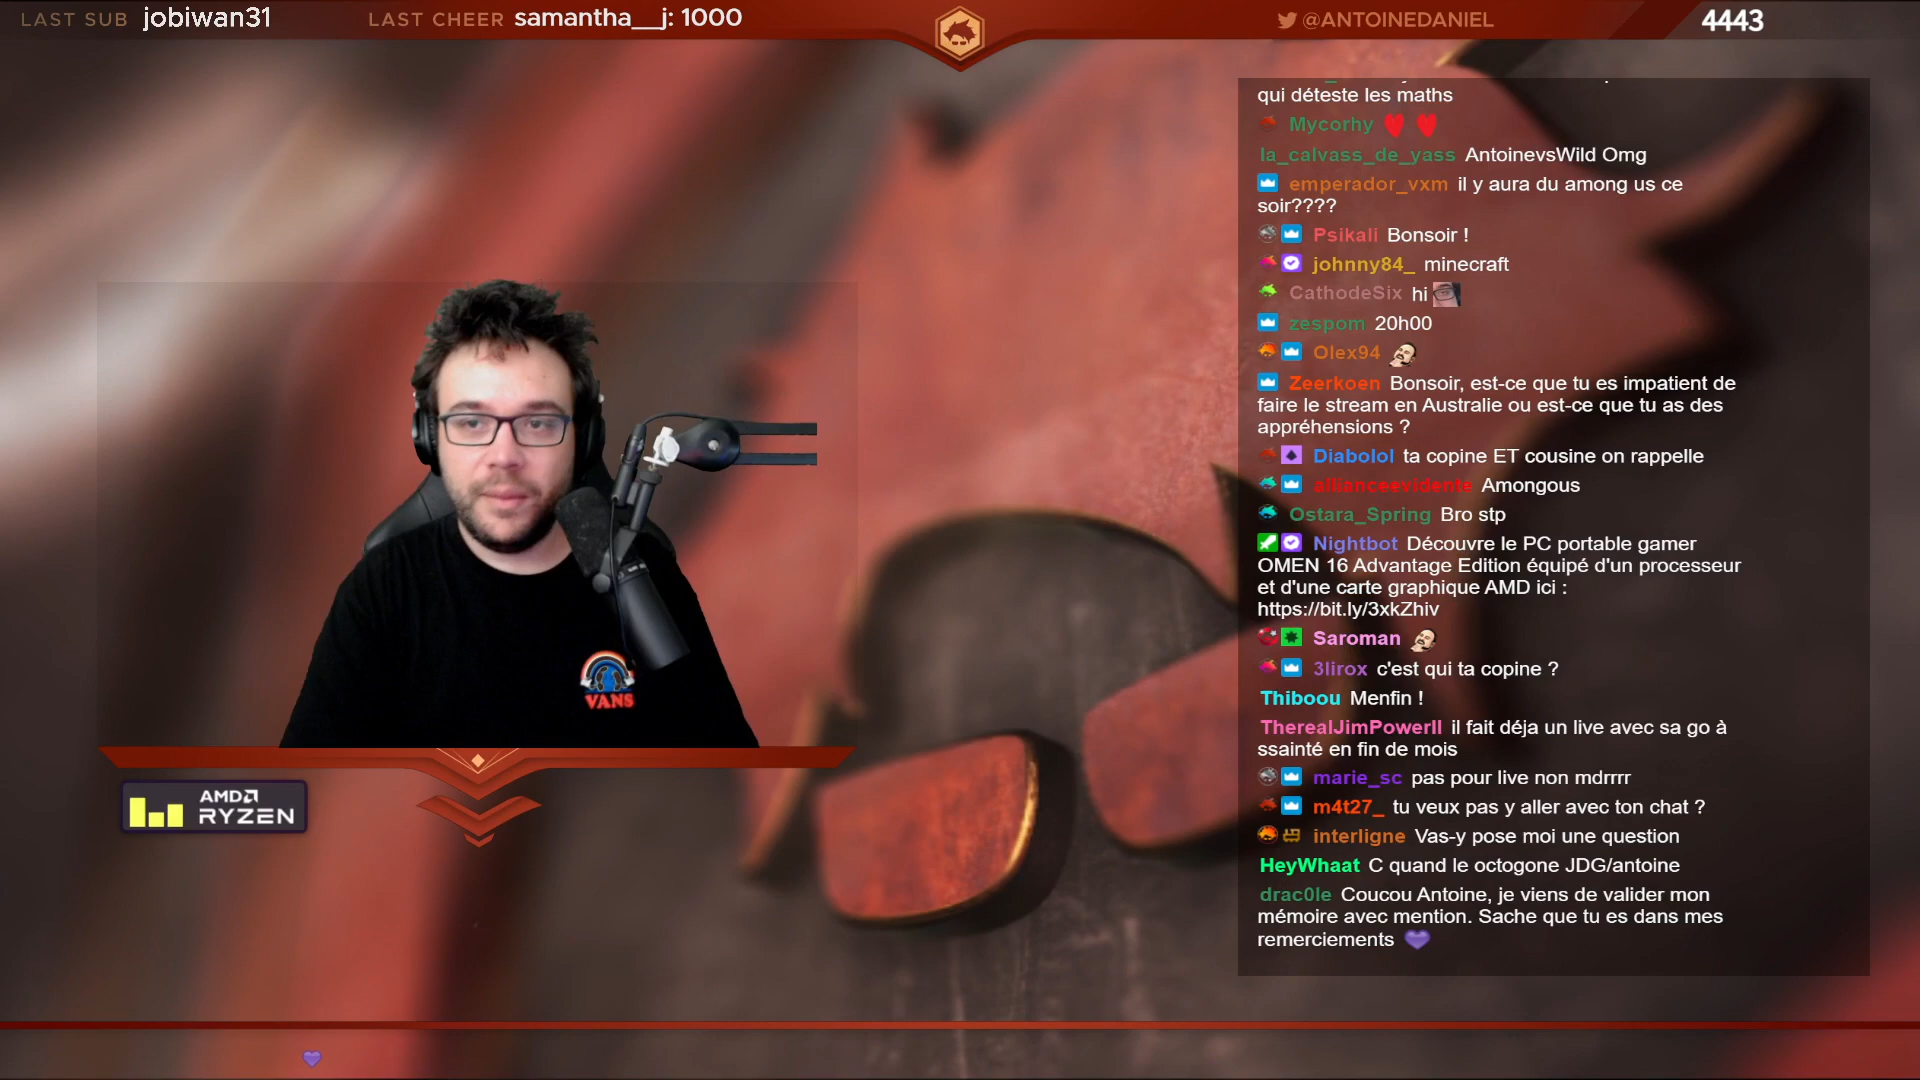 LAST SUB jobiwan31 LAST CHEER samantha__j: 1000 @ANTOINEDANIEL 4443
qui déteste les maths
Mycorhy
la_calvass_de_yass AntoinevsWild Omg
emperador_vxm il y aura du among us ce
soir????
Psikali Bonsoir !
johnny84_ minecraft
CathodeSix hi
zespom 20h00
Olex94
Zeerkoen Bonsoir, est-ce que tu es impatient de
faire le stream en Australie ou est-ce que tu as des
appréhensions ?
Diabolol ta copine ET cousine on rappelle
allianceevidente Amongous
Ostara_Spring Bro stp
Nightbot Découvre le PC portable gamer
OMEN 16 Advantage Edition équipé d'un processeur
et d'une carte graphique AMD ici :
https://bit.ly/3xkZhiv
Saroman
3lirox c'est qui ta copine ?
Thiboou Menfin !
TherealJimPowerII il fait déja un live avec sa go à
ssainté en fin de mois
marie_sc pas pour live non mdrrrr
m4t27_ tu veux pas y aller avec ton chat ?
interligne Vas-y pose moi une question
HeyWhaat C quand le octogone JDG/antoine
drac0le Coucou Antoine, je viens de valider mon
mémoire avec mention. Sache que tu es dans mes
remerciements
VANS
AMD
RYZEN